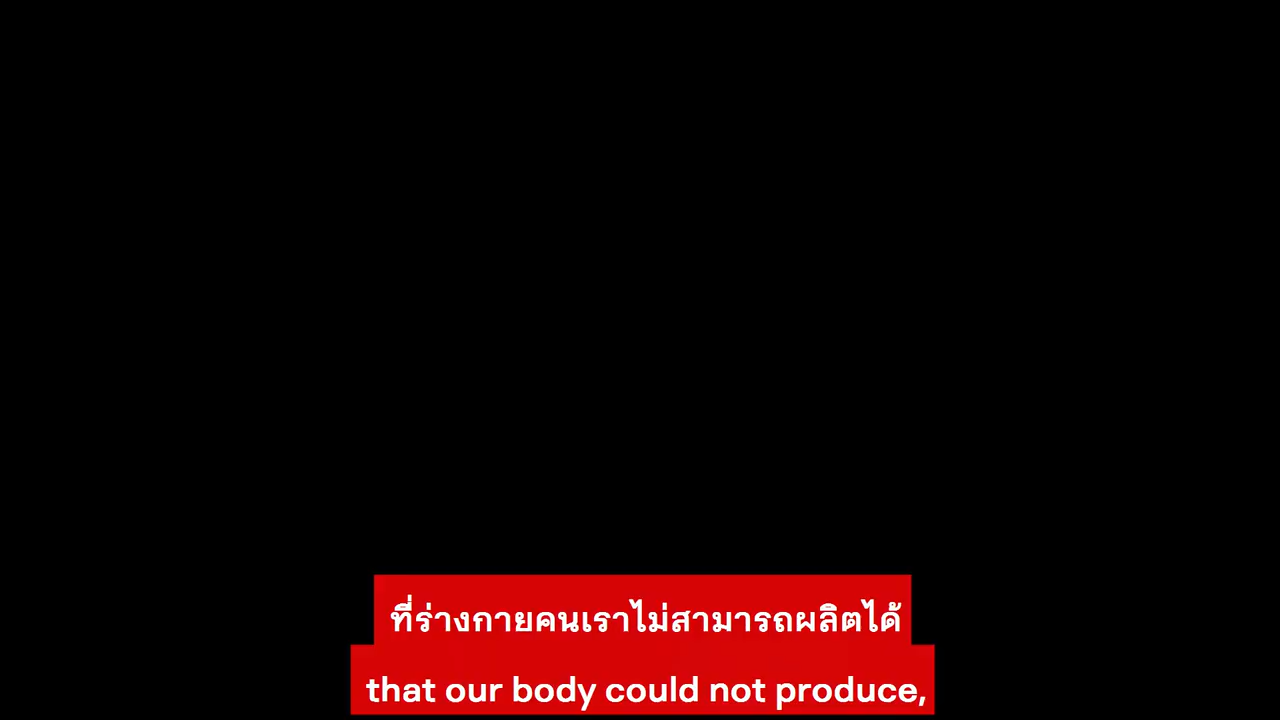 ที่ร่างกายคนเราไม่สามารถผลิตได้
that our body could not produce,